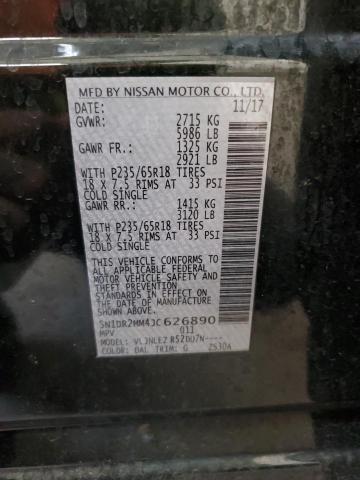 MFD BY NISSAN MOTOR CO., LTD.
DATE: 11/17
GVWR: 2715 KG
5986 LB
GAWR FR: 1325 KG
2921 LB
WITH P235/65R18 TIRES
18 X 7.5 RIMS AT 33 PSI
COLD SINGLE
GAWR RR: 1415 KG
3120 LB
WITH P235/65R18 TIRES
18 X 7.5 RIMS AT 33 PSI
COLD SINGLE
THIS VEHICLE CONFORMS TO ALL
APPLICABLE FEDERAL MOTOR
VEHICLE SAFETY AND THEFT
PREVENTION STANDARDS IN
EFFECT ON THE DATE OF
MANUFACTURE SHOWN ABOVE.
5N1DR2MM4JC626890
MPV 011
MODEL:
COLOR: TRIM: G